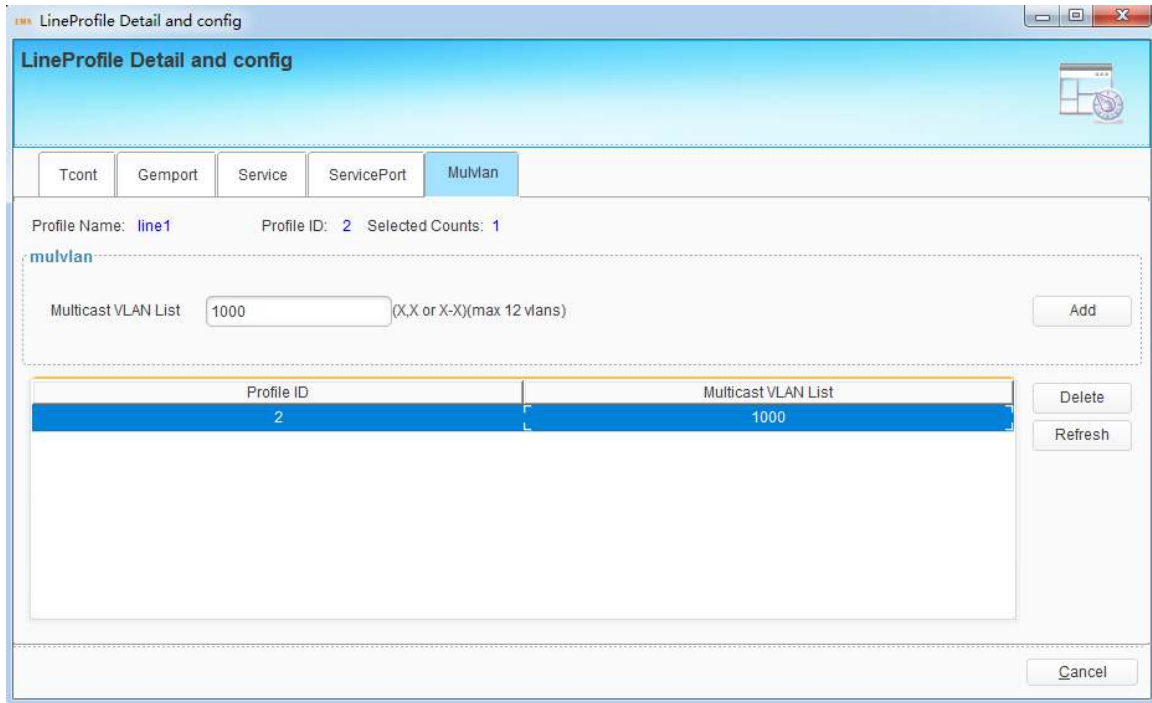 EMS LineProfile Detail and config
LineProfile Detail and config
Tcont Gemport Service ServicePort Mulvlan
Profile Name: line1 Profile ID: 2 Selected Counts: 1
mulvlan
Multicast VLAN List 1000 (X,X or X-X)(max 12 vlans) Add
Profile ID Multicast VLAN List
2 1000
Delete
Refresh
Cancel